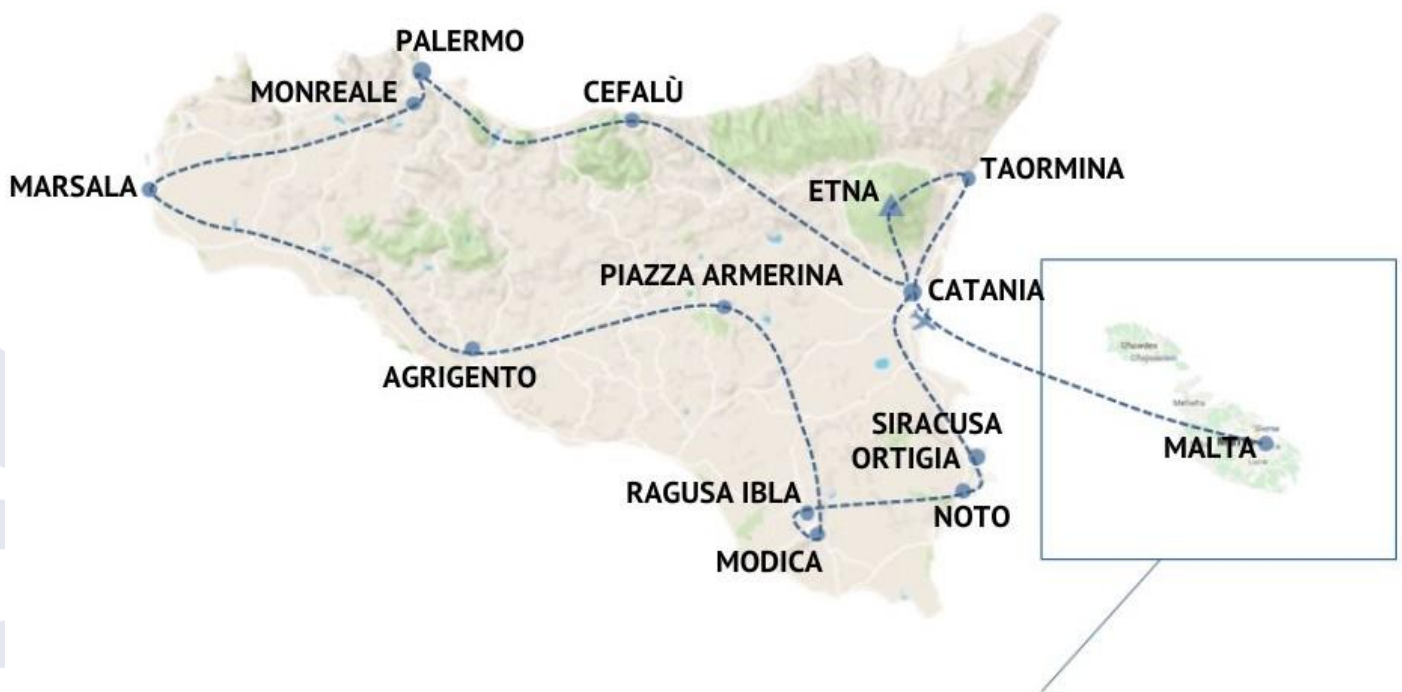 PALERMO
MONREALE
CEFALÙ
MARSALA
TAORMINA
ETNA
PIAZZA ARMERINA
CATANIA
AGRIGENTO
SIRACUSA
ORTIGIA
MALTA
RAGUSA IBLA
NOTO
MODICA